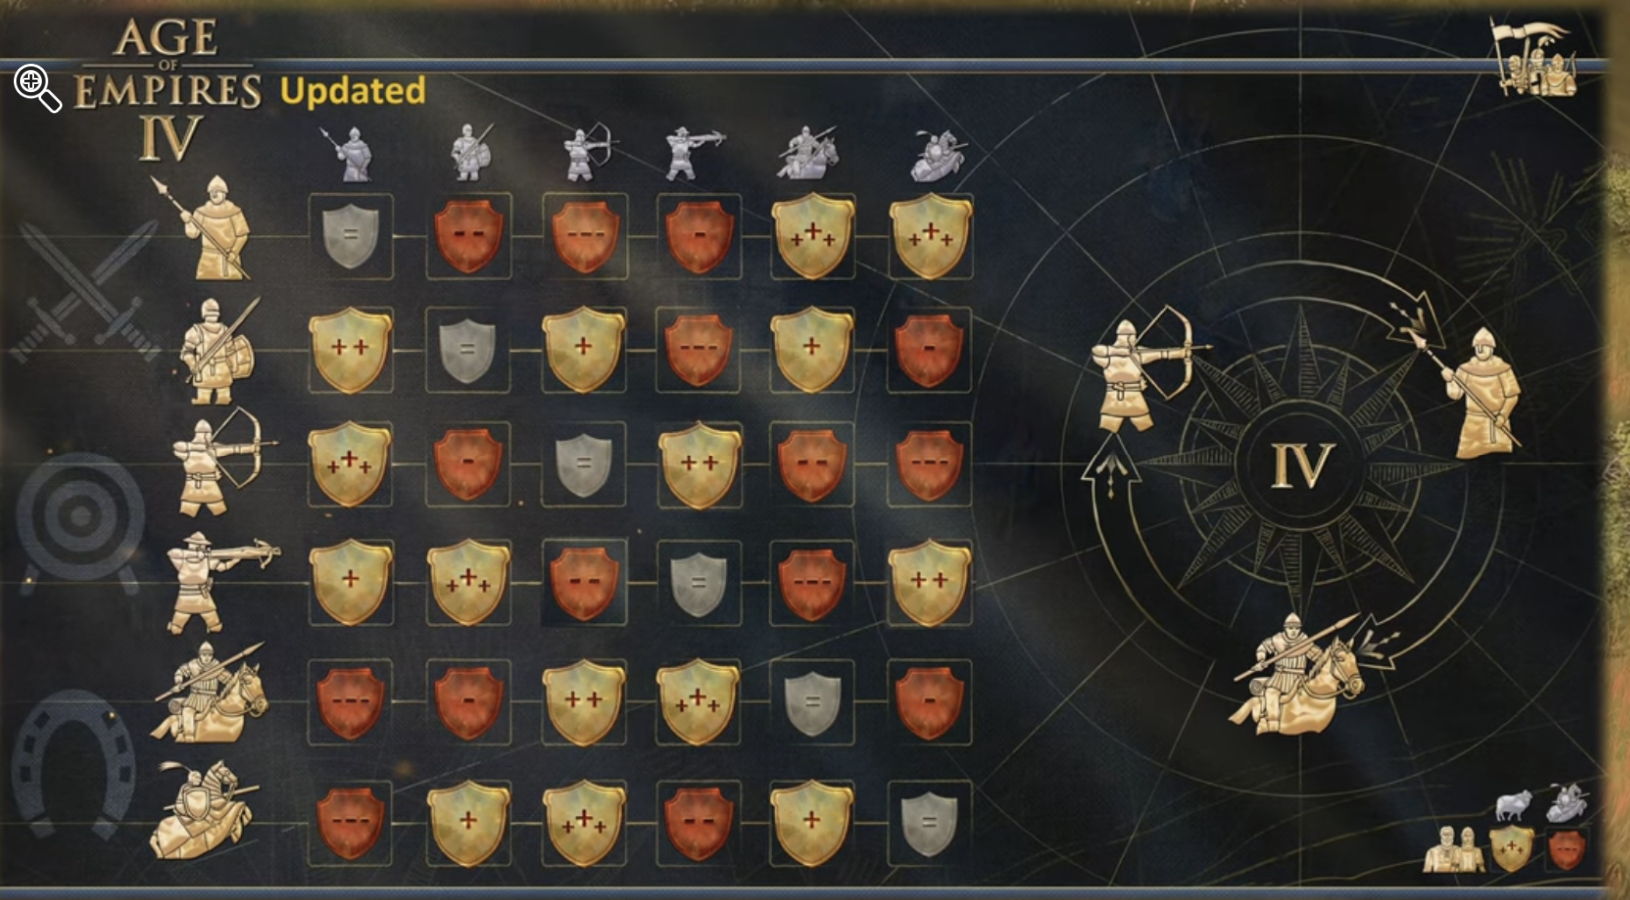 AGE
OF
EMPIRES Updated
IV
= -- --- - +++ +++
++ = + --- + -
+++ - = ++ -- ---
IV
+ +++ -- = --- ++
--- - ++ +++ = -
--- + +++ -- + =
+++ ---